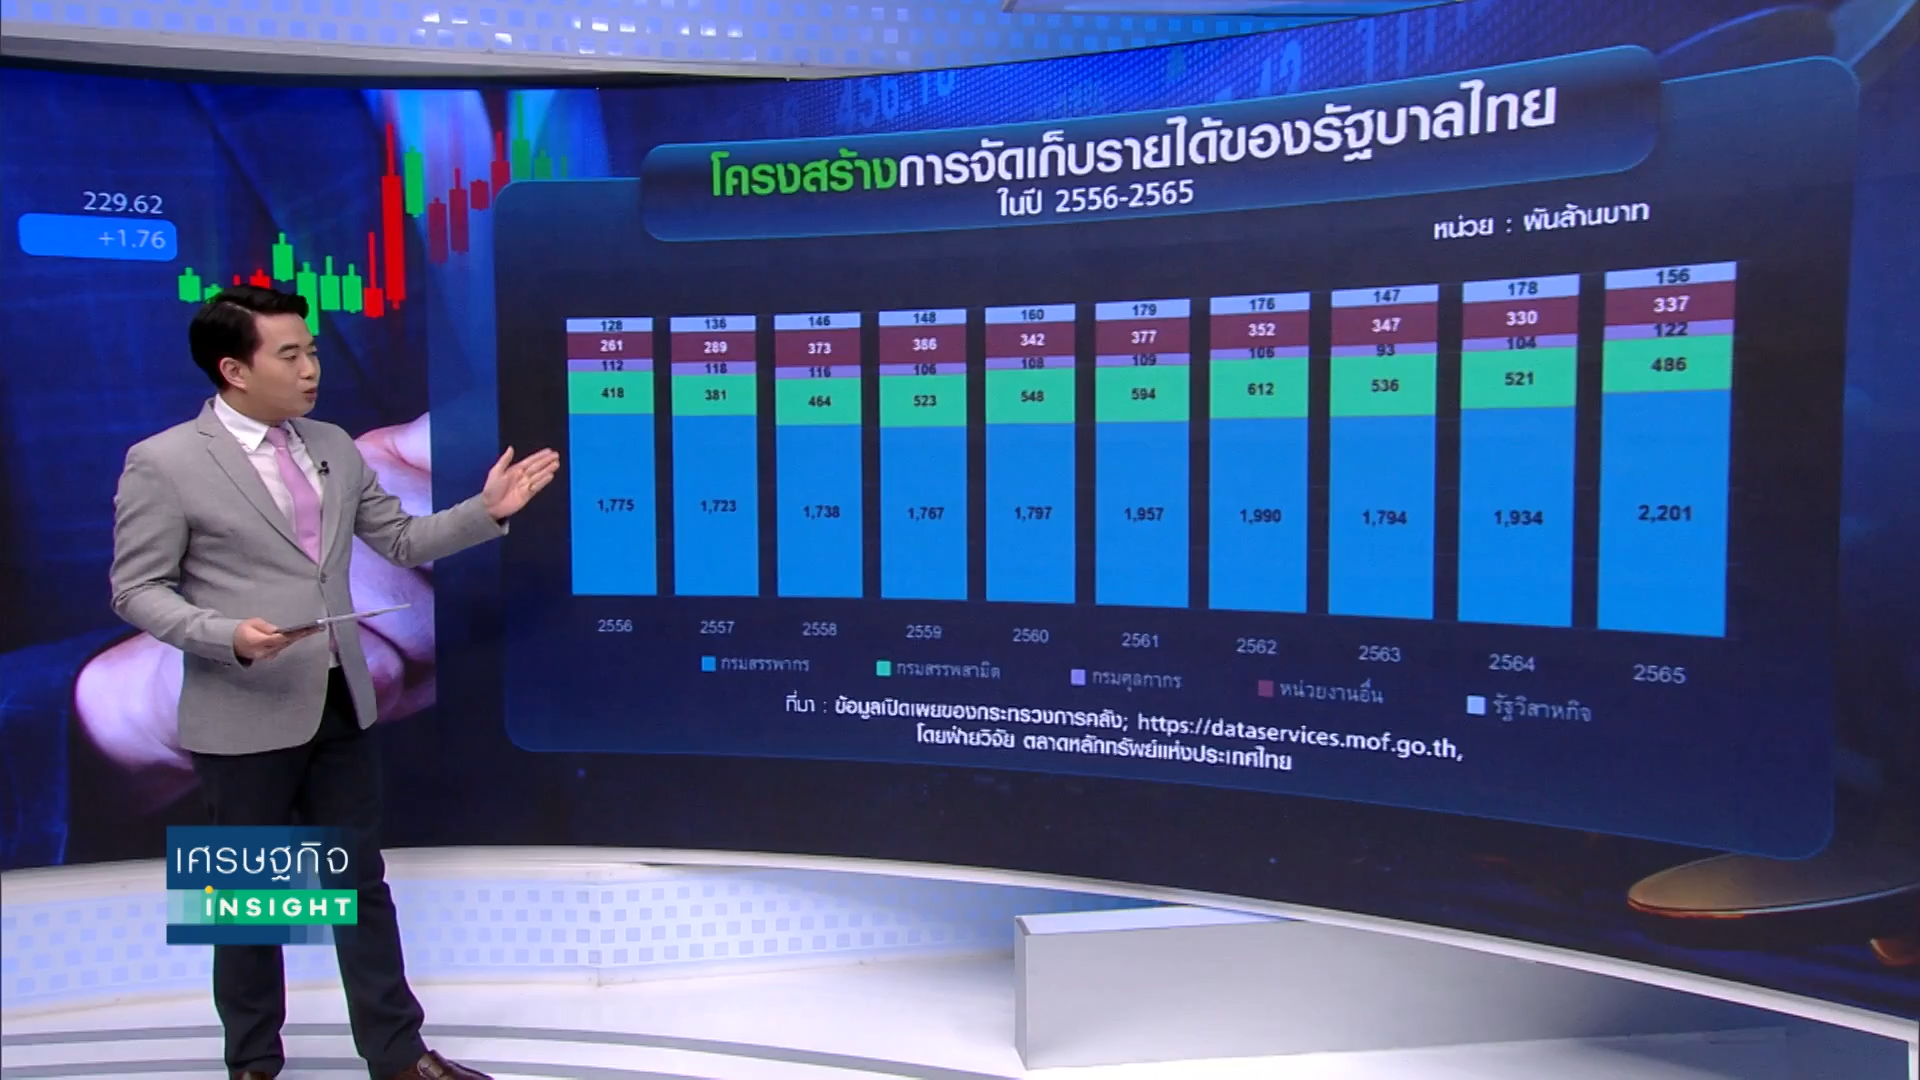 229.62
+1.76
โครงสร้างการจัดเก็บรายได้ของรัฐบาลไทย
ในปี 2556-2565
หน่วย : พันล้านบาท
128 136 146 148 160 179 176 147 178 156
261 289 373 386 342 377 352 347 330 337
112 118 116 106 108 109 106 93 104 122
418 381 464 523 548 594 612 536 521 486
1,775 1,723 1,738 1,767 1,797 1,957 1,990 1,794 1,934 2,201
2556 2557 2558 2559 2560 2561 2562 2563 2564 2565
กรมสรรพากร กรมสรรพสามิต กรมศุลกากร หน่วยงานอื่น รัฐวิสาหกิจ
ที่มา : ข้อมูลเปิดเผยของกระทรวงการคลัง; https://dataservices.mof.go.th,
โดยฝ่ายวิจัย ตลาดหลักทรัพย์แห่งประเทศไทย
เศรษฐกิจ
INSIGHT